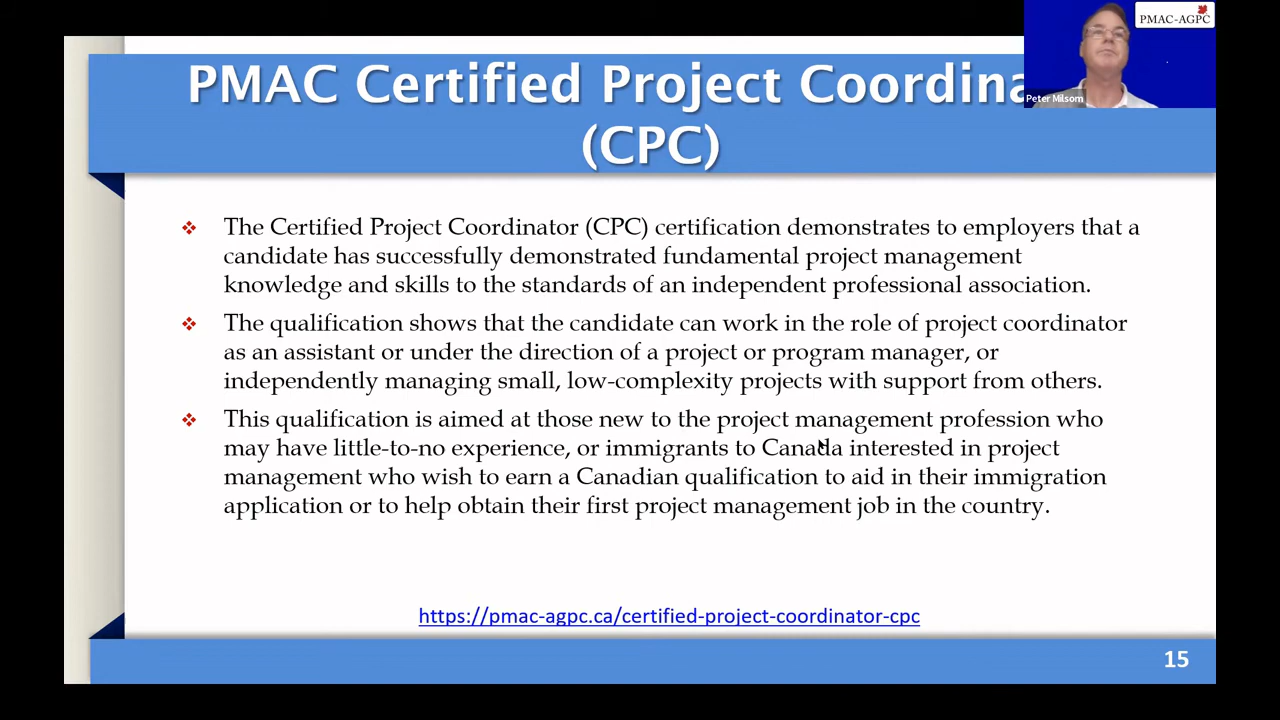 PMAC-AGPC
Peter Milsom
PMAC Certified Project Coordina
(CPC)
The Certified Project Coordinator (CPC) certification demonstrates to employers that a
candidate has successfully demonstrated fundamental project management
knowledge and skills to the standards of an independent professional association.
The qualification shows that the candidate can work in the role of project coordinator
as an assistant or under the direction of a project or program manager, or
independently managing small, low-complexity projects with support from others.
This qualification is aimed at those new to the project management profession who
may have little-to-no experience, or immigrants to Canada interested in project
management who wish to earn a Canadian qualification to aid in their immigration
application or to help obtain their first project management job in the country.
https://pmac-agpc.ca/certified-project-coordinator-cpc
15